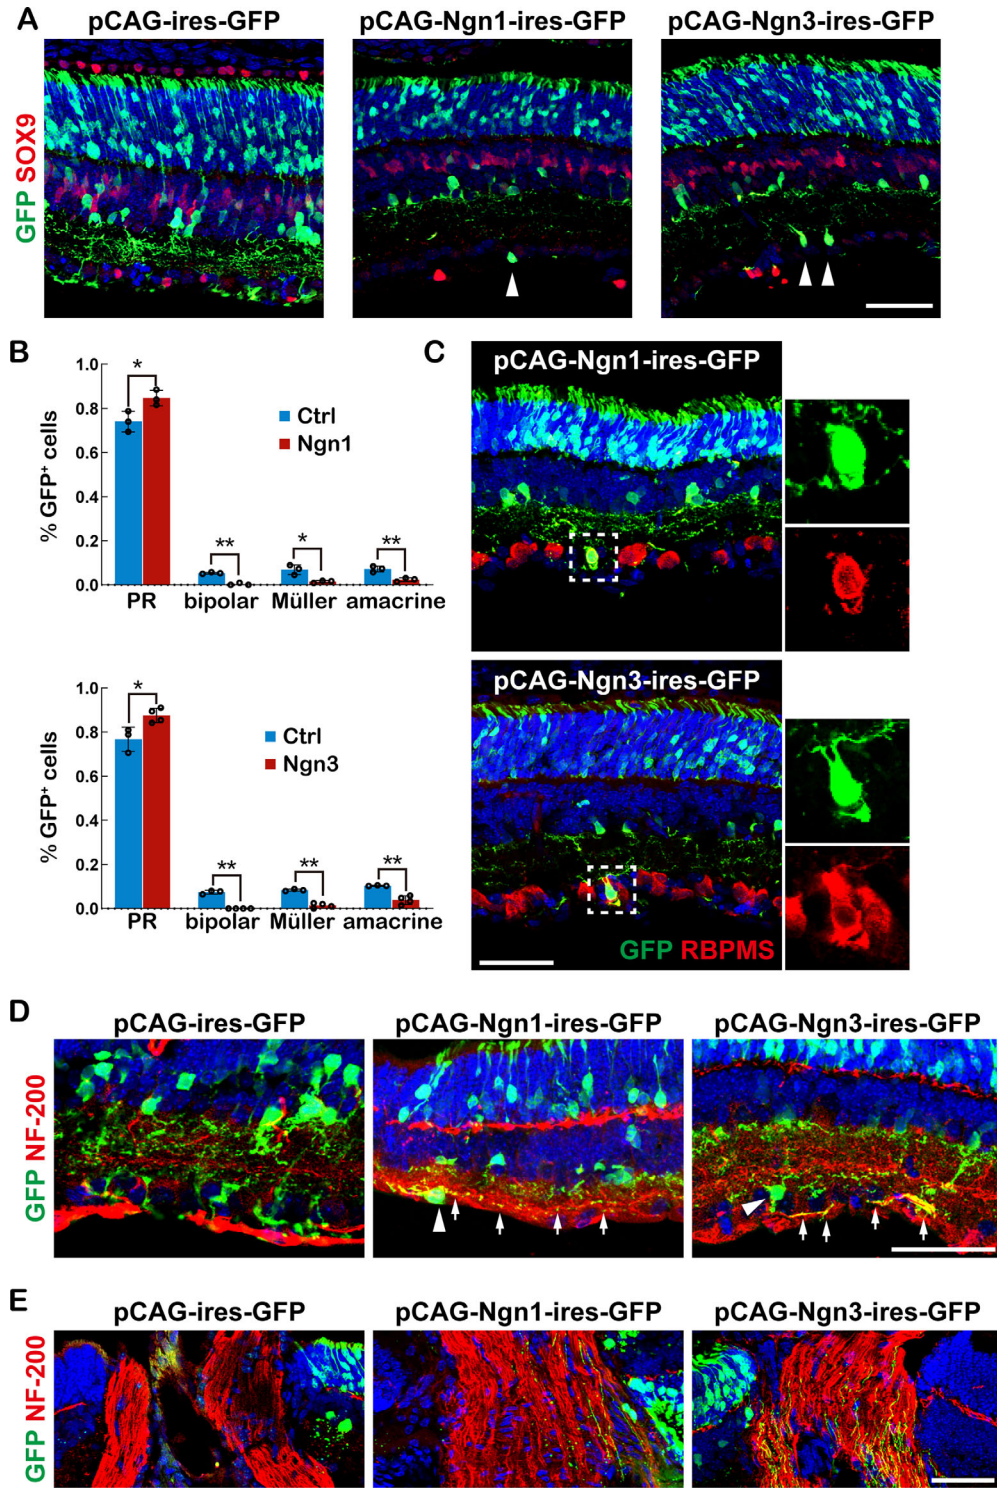 A
pCAG-ires-GFP pCAG-Ngn1-ires-GFP pCAG-Ngn3-ires-GFP
GFP SOX9
B
% GFP+ cells
1.0
0.8
0.6
0.4
0.2
0.0
* ** * **
Ctrl
Ngn1
PR bipolar Müller amacrine
% GFP+ cells
1.0
0.8
0.6
0.4
0.2
0.0
* ** ** **
Ctrl
Ngn3
PR bipolar Müller amacrine
C
pCAG-Ngn1-ires-GFP
pCAG-Ngn3-ires-GFP
GFP RBPMS
D
pCAG-ires-GFP pCAG-Ngn1-ires-GFP pCAG-Ngn3-ires-GFP
GFP NF-200
E
pCAG-ires-GFP pCAG-Ngn1-ires-GFP pCAG-Ngn3-ires-GFP
GFP NF-200